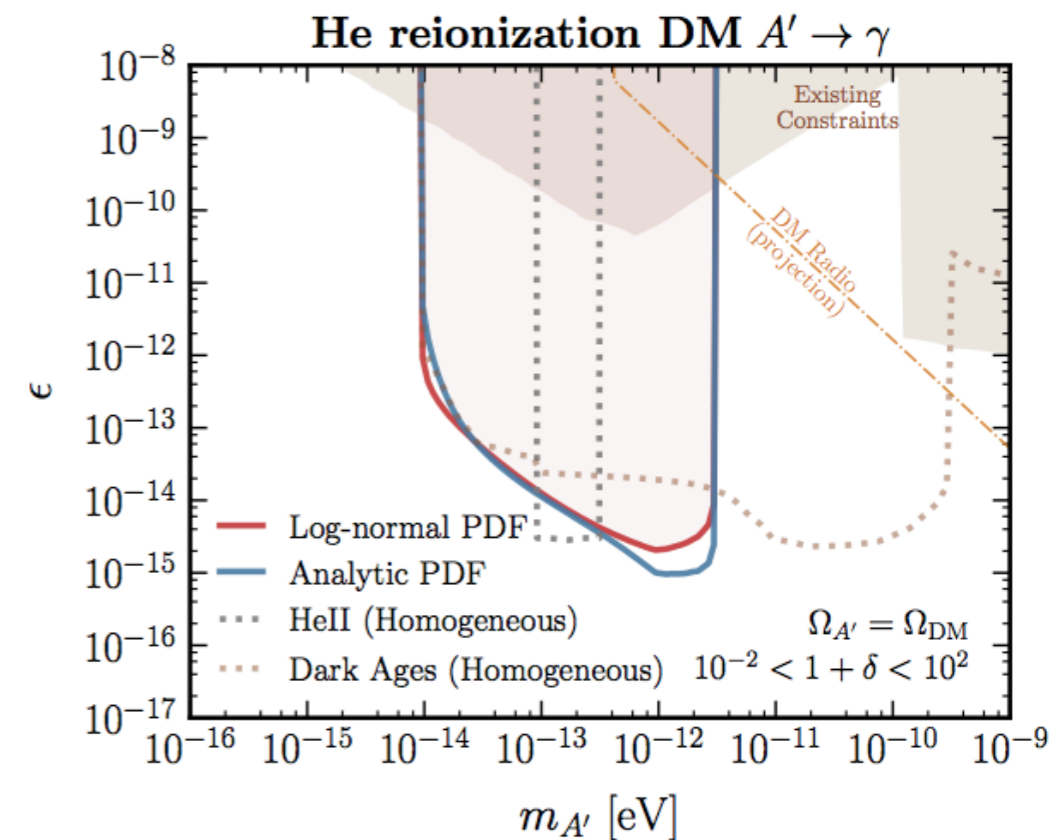 He reionization DM A′ → γ
10⁻⁸
10⁻⁹
10⁻¹⁰
10⁻¹¹
10⁻¹²
10⁻¹³
10⁻¹⁴
10⁻¹⁵
10⁻¹⁶
10⁻¹⁷
ϵ
Existing
Constraints
DM Radio
(projection)
Log-normal PDF
Analytic PDF
HeII (Homogeneous)
Dark Ages (Homogeneous)
Ω_A′ = Ω_DM
10⁻² < 1 + δ < 10²
10⁻¹⁶ 10⁻¹⁵ 10⁻¹⁴ 10⁻¹³ 10⁻¹² 10⁻¹¹ 10⁻¹⁰ 10⁻⁹
m_A′ [eV]